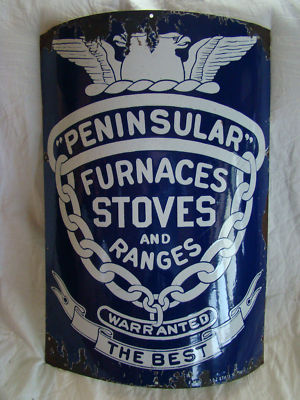 "PENINSULAR"
FURNACES
STOVES
AND
RANGES
WARRANTED
THE BEST